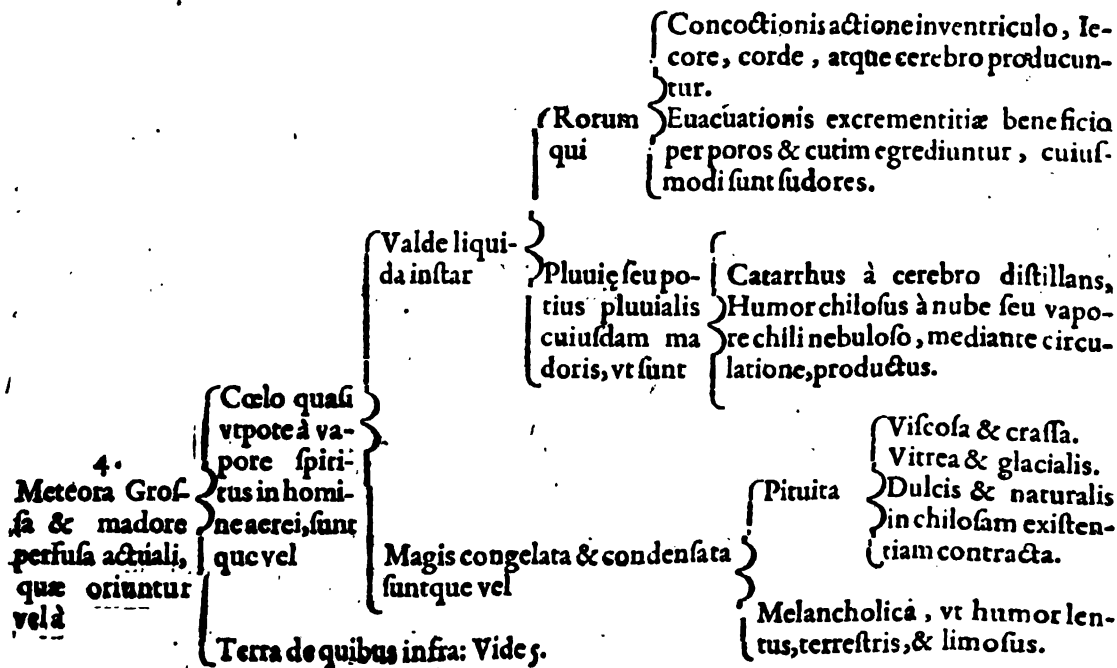 4.
Meteora Groſ-
ſa & madore
perfuſa actuali,
quæ oriuntur
vel à
Cœlo quaſi
vtpote à va-
pore ſpiri-
tus in homi-
ne aerei, ſunt
que vel
Valde liqui-
da inſtar
Rorum
qui
Concoctionis actione in ventriculo, Ie-
core, corde, atque cerebro producun-
tur.
Euacuationis excrementitiæ beneficio
per poros & cutim egrediuntur, cuiuſ-
modi ſunt ſudores.
Pluuię ſeu po-
tius pluuialis
cuiuſdam ma
doris, vt ſunt
Catarrhus à cerebro diſtillans,
Humor chiloſus à nube ſeu vapo-
re chili nebuloſo, mediante circu-
latione, productus.
Magis congelata & condenſata
ſuntque vel
Pituita
Viſcoſa & craſſa.
Vitrea & glacialis.
Dulcis & naturalis
in chiloſam exiſten-
tiam contracta.
Melancholica, vt humor len-
tus, terreſtris, & limoſus.
Terra de quibus infra: Vide 5.